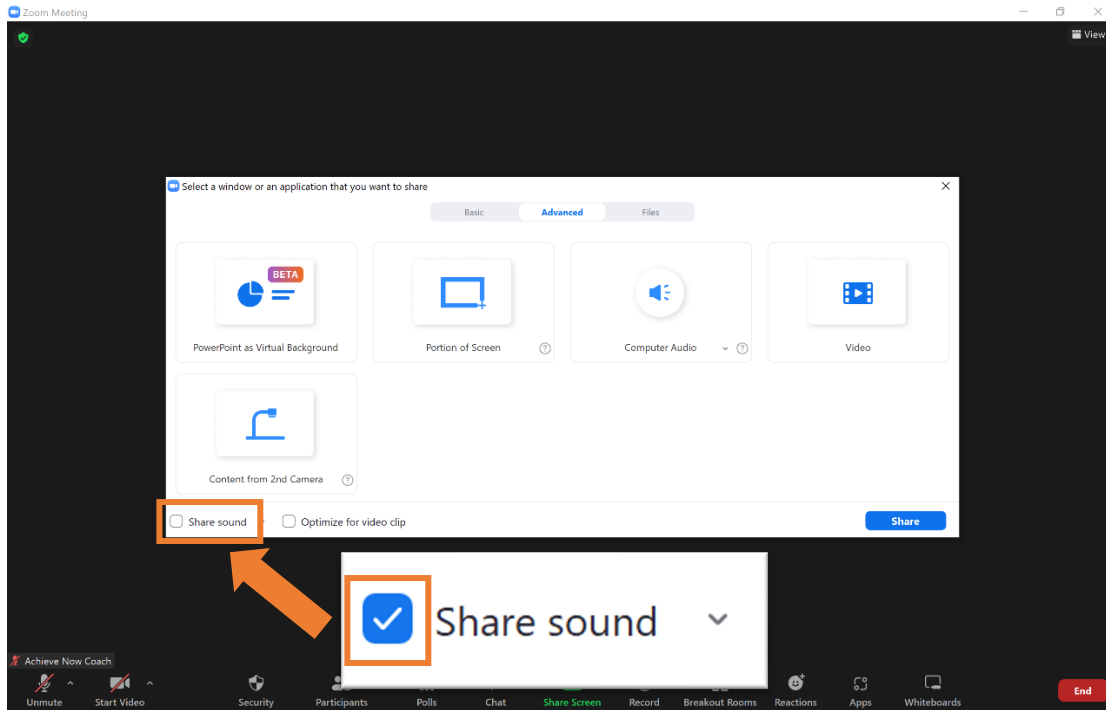 Zoom Meeting
View
Select a window or an application that you want to share
Basic Advanced Files
BETA
PowerPoint as Virtual Background
Portion of Screen ?
Computer Audio ?
Video
Content from 2nd Camera ?
Share sound Optimize for video clip Share
Share sound
Achieve Now Coach
Unmute Start Video Security Participants Polls Chat Share Screen Record Breakout Rooms Reactions Apps Whiteboards End